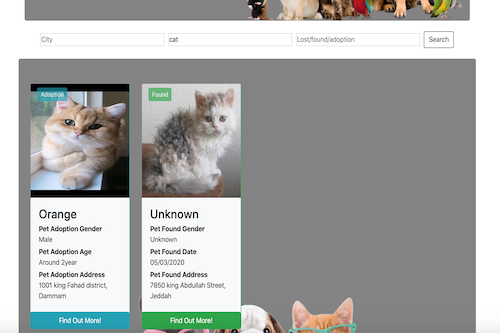 City
cat
Lost/found/adoption
Search
Adoption
Orange
Pet Adoption Gender
Male
Pet Adoption Age
Around 2year
Pet Adoption Address
1001 king Fahad district,
Dammam
Find Out More!
Found
Unknown
Pet Found Gender
Unknown
Pet Found Date
05/03/2020
Pet Found Address
7850 king Abdullah Street,
Jeddah
Find Out More!